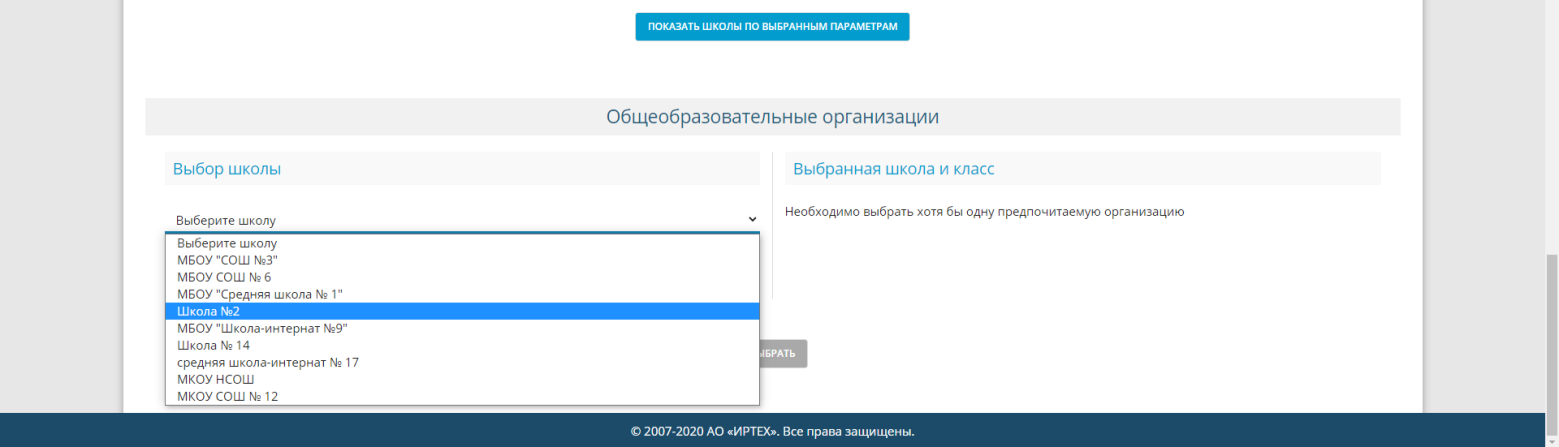 ПОКАЗАТЬ ШКОЛЫ ПО ВЫБРАННЫМ ПАРАМЕТРАМ
Общеобразовательные организации
Выбор школы
Выбранная школа и класс
Выберите школу
Необходимо выбрать хотя бы одну предпочитаемую организацию
Выберите школу
МБОУ "СОШ №3"
МБОУ СОШ № 6
МБОУ "Средняя школа № 1"
Школа №2
МБОУ "Школа-интернат №9"
Школа № 14
средняя школа-интернат № 17
МКОУ НСОШ
МКОУ СОШ № 12
© 2007-2020 АО «ИРТЕХ». Все права защищены.